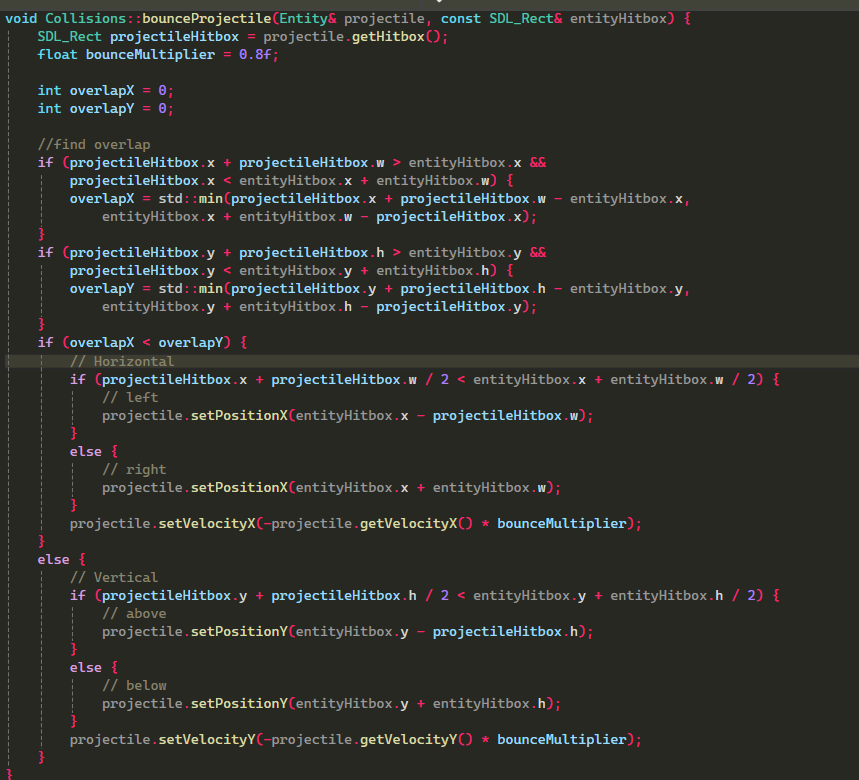 void Collisions::bounceProjectile(Entity& projectile, const SDL_Rect& entityHitbox) {
    SDL_Rect projectileHitbox = projectile.getHitbox();
    float bounceMultiplier = 0.8f;

    int overlapX = 0;
    int overlapY = 0;

    //find overlap
    if (projectileHitbox.x + projectileHitbox.w > entityHitbox.x &&
        projectileHitbox.x < entityHitbox.x + entityHitbox.w) {
        overlapX = std::min(projectileHitbox.x + projectileHitbox.w - entityHitbox.x,
            entityHitbox.x + entityHitbox.w - projectileHitbox.x);
    }
    if (projectileHitbox.y + projectileHitbox.h > entityHitbox.y &&
        projectileHitbox.y < entityHitbox.y + entityHitbox.h) {
        overlapY = std::min(projectileHitbox.y + projectileHitbox.h - entityHitbox.y,
            entityHitbox.y + entityHitbox.h - projectileHitbox.y);
    }
    if (overlapX < overlapY) {
        // Horizontal
        if (projectileHitbox.x + projectileHitbox.w / 2 < entityHitbox.x + entityHitbox.w / 2) {
            // left
            projectile.setPositionX(entityHitbox.x - projectileHitbox.w);
        }
        else {
            // right
            projectile.setPositionX(entityHitbox.x + entityHitbox.w);
        }
        projectile.setVelocityX(-projectile.getVelocityX() * bounceMultiplier);
    }
    else {
        // Vertical
        if (projectileHitbox.y + projectileHitbox.h / 2 < entityHitbox.y + entityHitbox.h / 2) {
            // above
            projectile.setPositionY(entityHitbox.y - projectileHitbox.h);
        }
        else {
            // below
            projectile.setPositionY(entityHitbox.y + entityHitbox.h);
        }
        projectile.setVelocityY(-projectile.getVelocityY() * bounceMultiplier);
    }
}